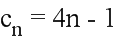 cₙ = 4n - 1